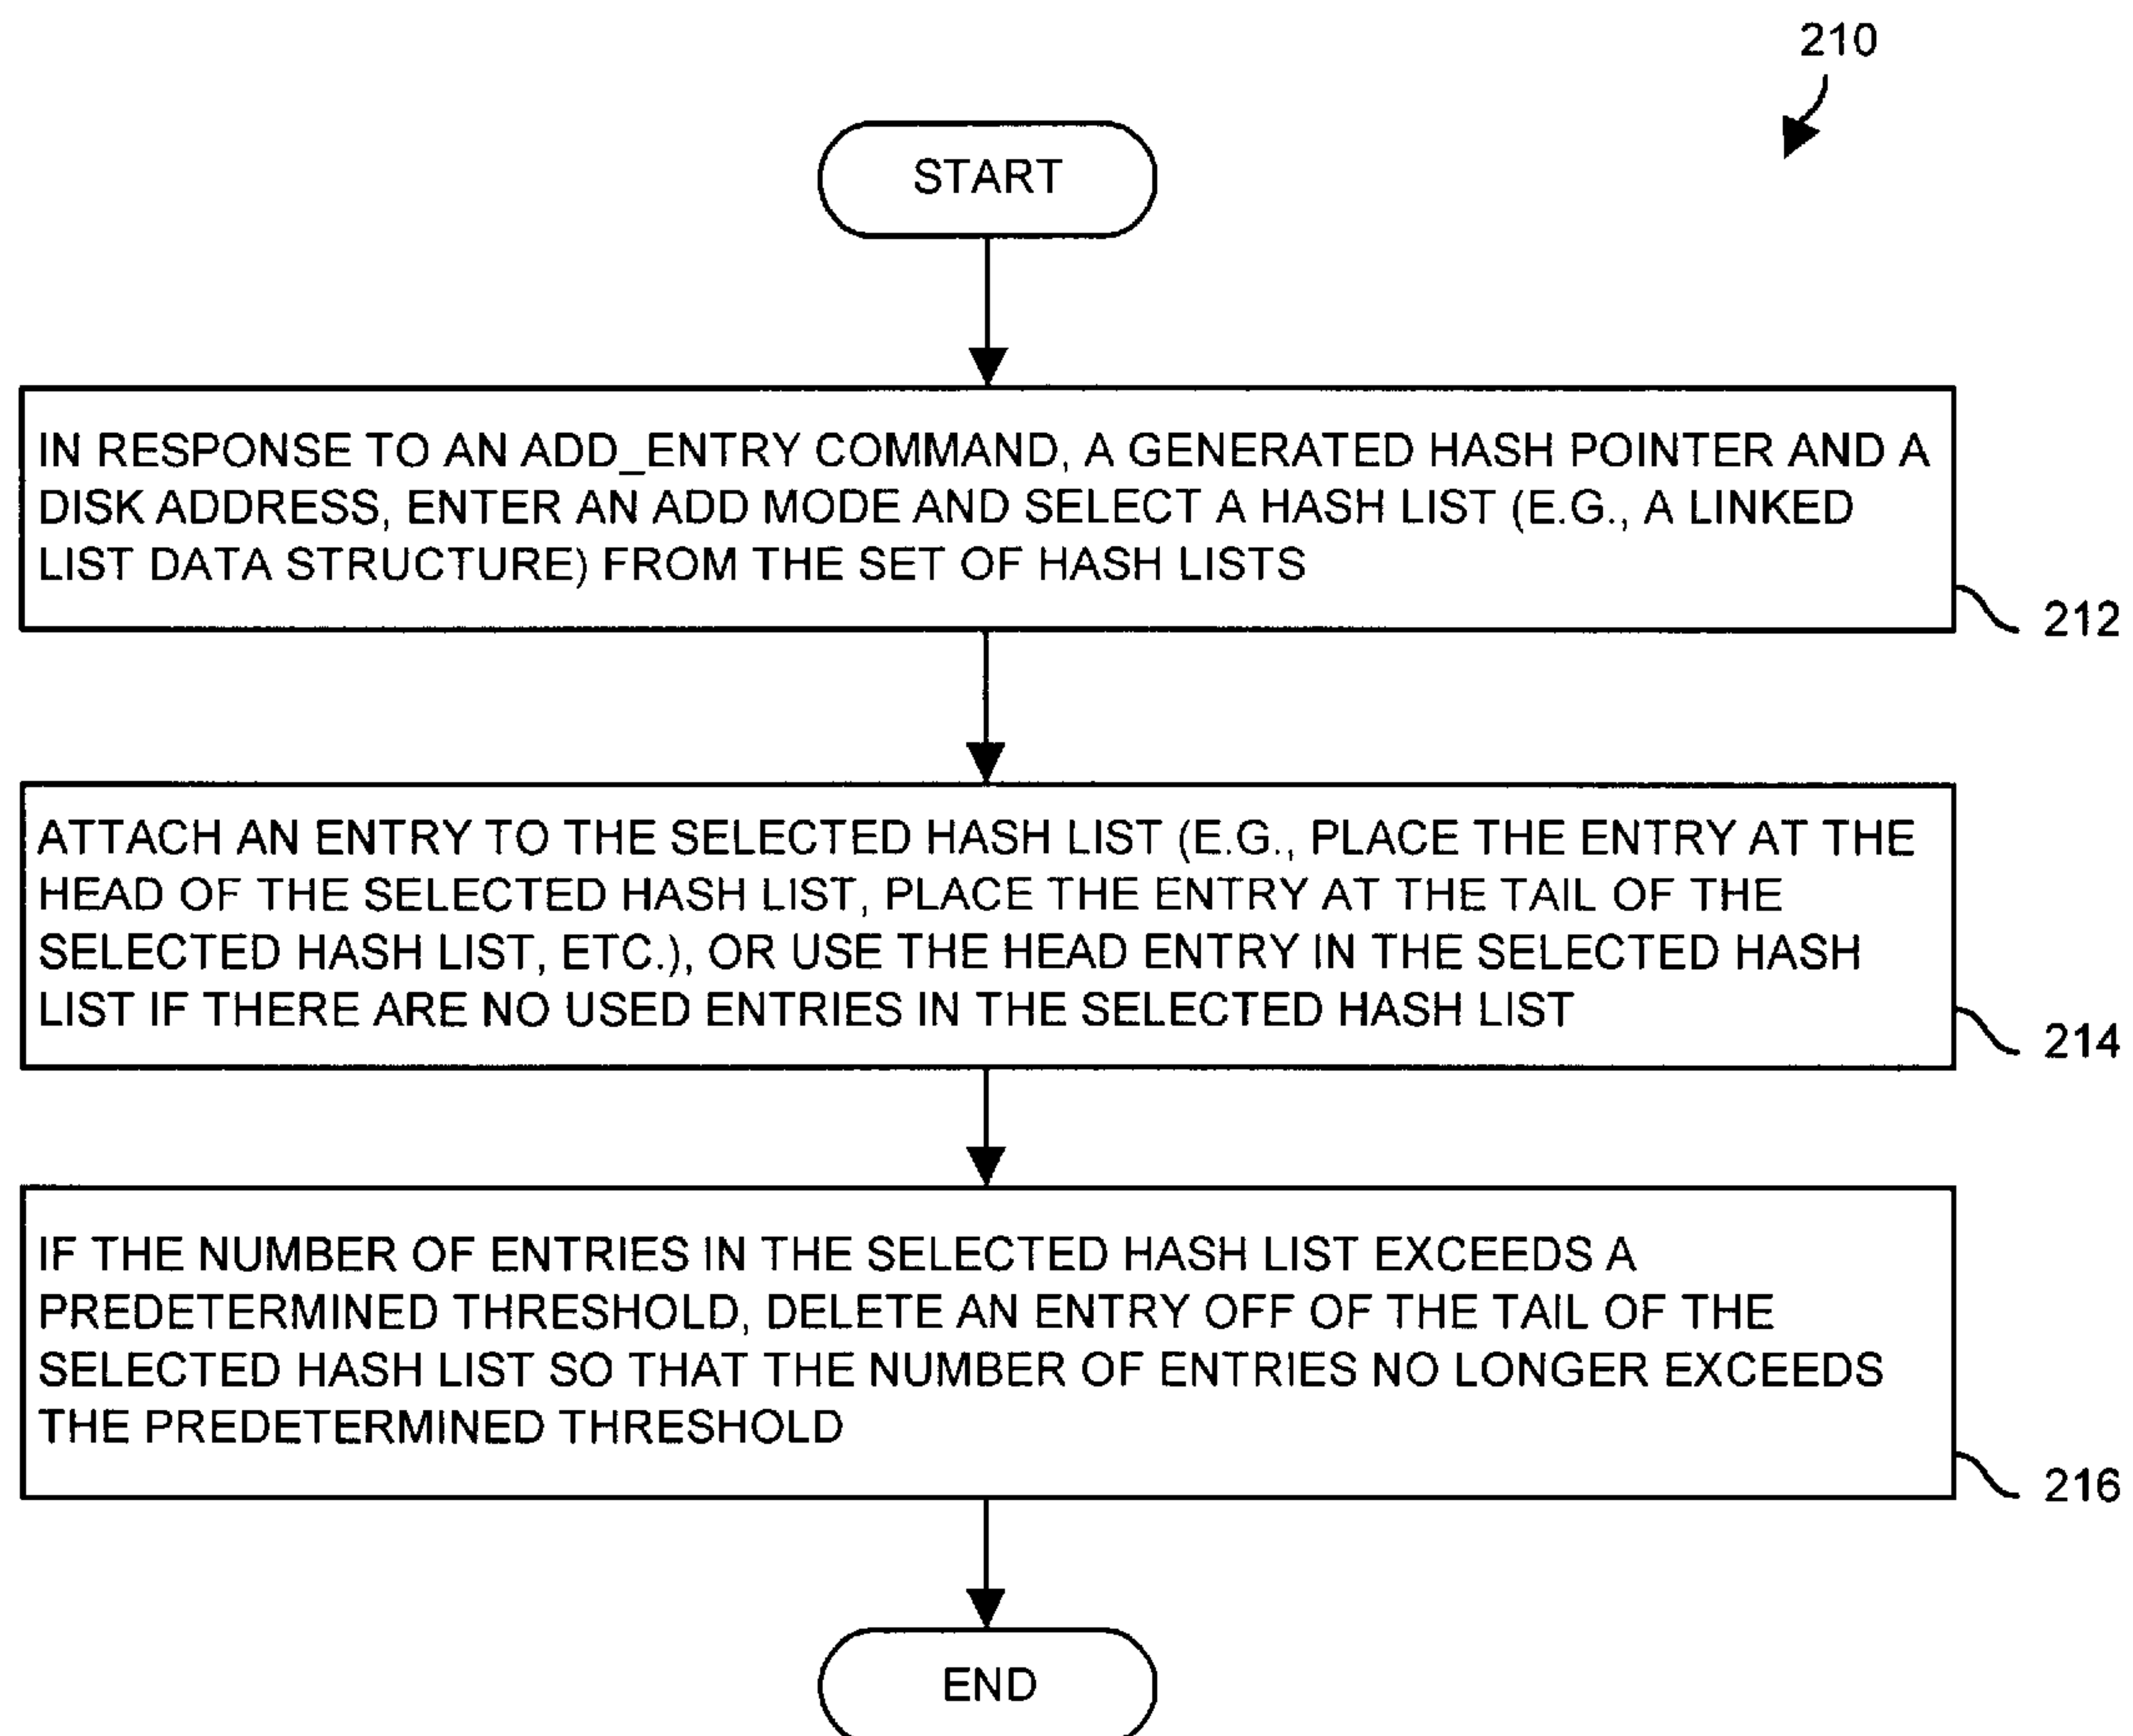 210
START
IN RESPONSE TO AN ADD_ENTRY COMMAND, A GENERATED HASH POINTER AND A
DISK ADDRESS, ENTER AN ADD MODE AND SELECT A HASH LIST (E.G., A LINKED
LIST DATA STRUCTURE) FROM THE SET OF HASH LISTS
212
ATTACH AN ENTRY TO THE SELECTED HASH LIST (E.G., PLACE THE ENTRY AT THE
HEAD OF THE SELECTED HASH LIST, PLACE THE ENTRY AT THE TAIL OF THE
SELECTED HASH LIST, ETC.), OR USE THE HEAD ENTRY IN THE SELECTED HASH
LIST IF THERE ARE NO USED ENTRIES IN THE SELECTED HASH LIST
214
IF THE NUMBER OF ENTRIES IN THE SELECTED HASH LIST EXCEEDS A
PREDETERMINED THRESHOLD, DELETE AN ENTRY OFF OF THE TAIL OF THE
SELECTED HASH LIST SO THAT THE NUMBER OF ENTRIES NO LONGER EXCEEDS
THE PREDETERMINED THRESHOLD
216
END